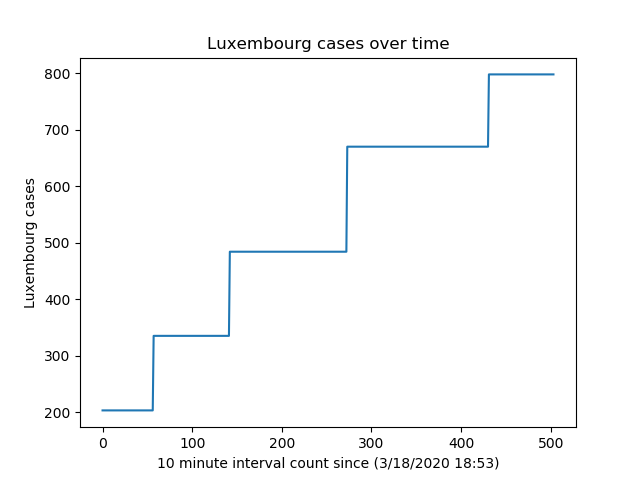 Luxembourg cases over time
800
700
600
500
400
300
200
Luxembourg cases
0 100 200 300 400 500
10 minute interval count since (3/18/2020 18:53)